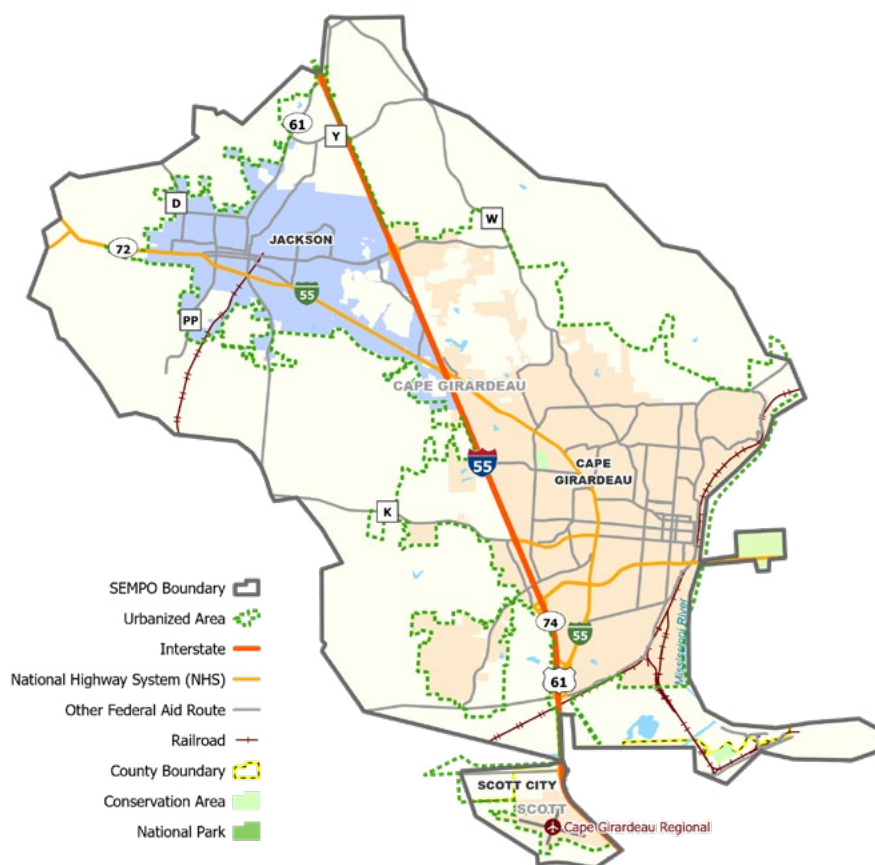 61
Y
D
W
JACKSON
72
55
PP
CAPE GIRARDEAU
55
CAPE
GIRARDEAU
K
SEMPO Boundary
Urbanized Area
Interstate
National Highway System (NHS)
Other Federal Aid Route
Railroad
County Boundary
Conservation Area
National Park
74
55
Mississippi River
61
SCOTT CITY
SCOTT
Cape Girardeau Regional